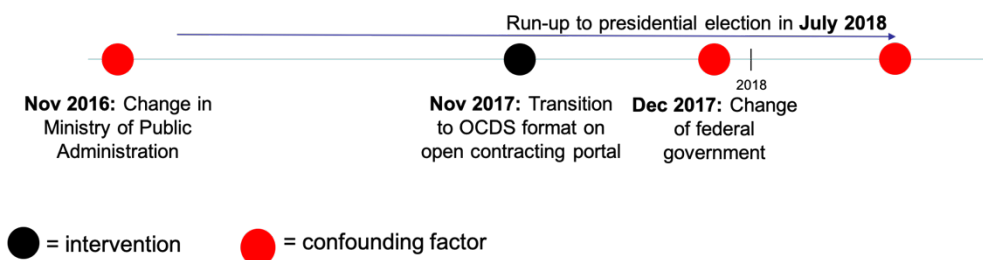 Run-up to presidential election in July 2018
2018
Nov 2016: Change in
Ministry of Public
Administration
Nov 2017: Transition
to OCDS format on
open contracting portal
Dec 2017: Change
of federal
government
= intervention
= confounding factor